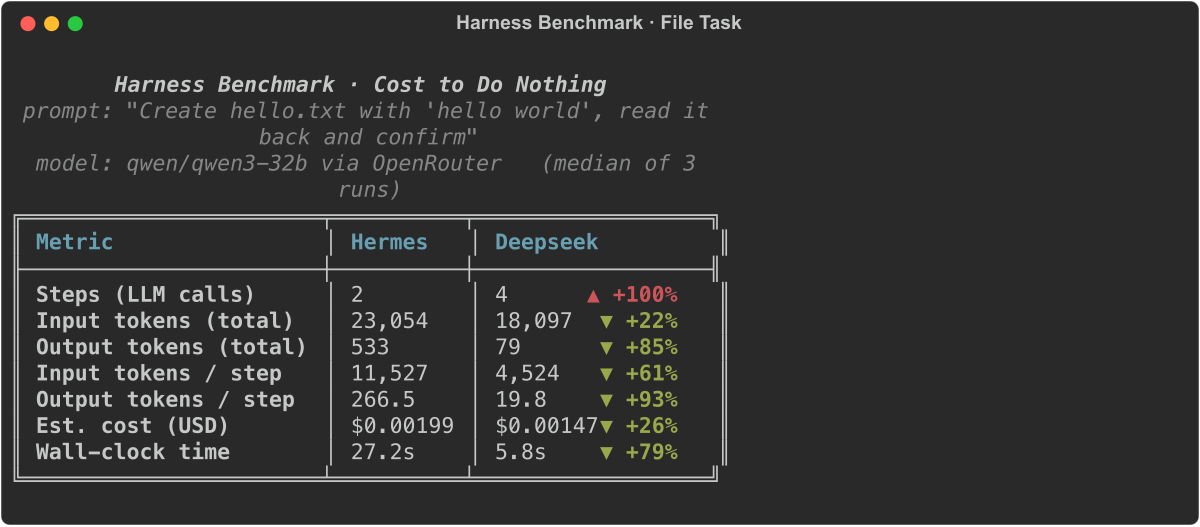 Harness Benchmark · File Task
Harness Benchmark · Cost to Do Nothing
prompt: "Create hello.txt with 'hello world', read it
back and confirm"
model: qwen/qwen3-32b via OpenRouter   (median of 3
runs)
Metric Hermes Deepseek
Steps (LLM calls) 2 4 ▲ +100%
Input tokens (total) 23,054 18,097 ▼ +22%
Output tokens (total) 533 79 ▼ +85%
Input tokens / step 11,527 4,524 ▼ +61%
Output tokens / step 266.5 19.8 ▼ +93%
Est. cost (USD) $0.00199 $0.00147▼ +26%
Wall-clock time 27.2s 5.8s ▼ +79%